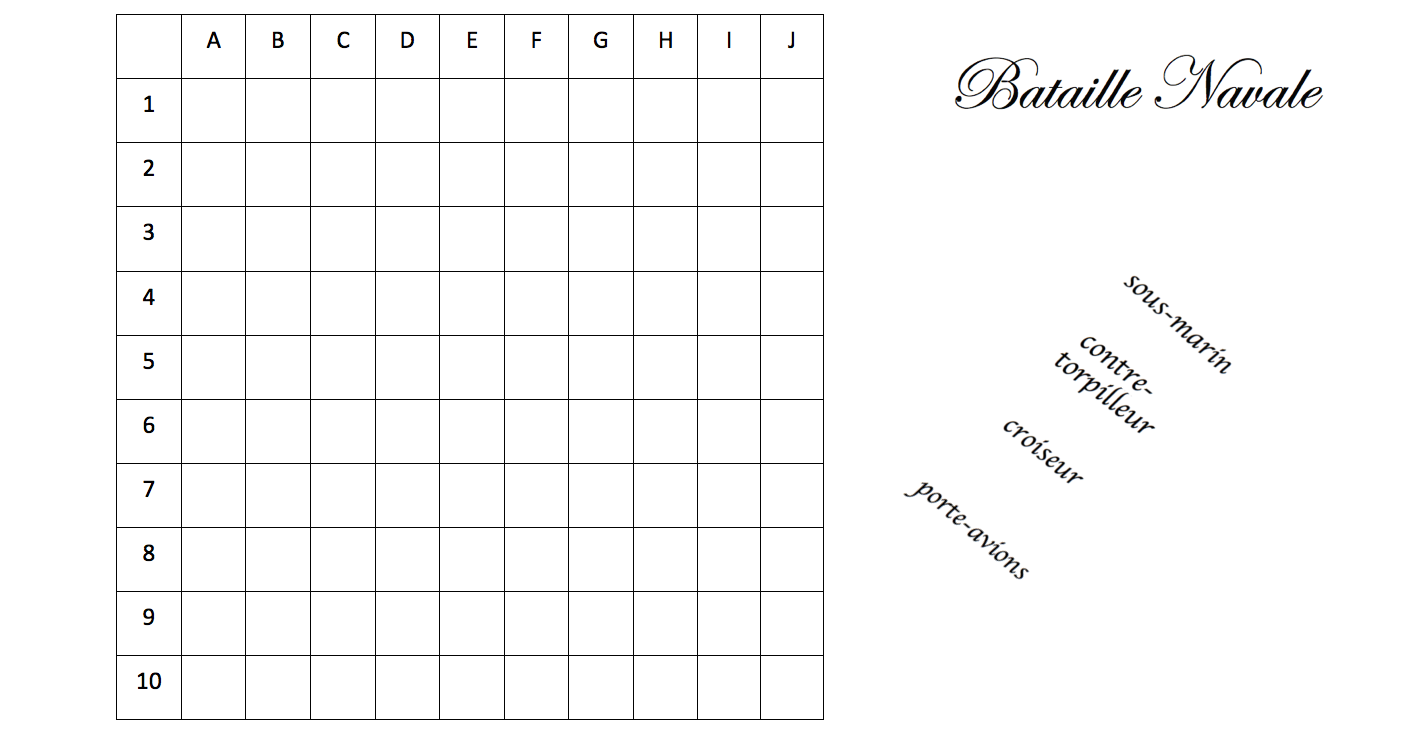 A B C D E F G H I J
1
2
3
4
5
6
7
8
9
10
Bataille Navale
sous-marin
contre-
torpilleur
croiseur
porte-avions